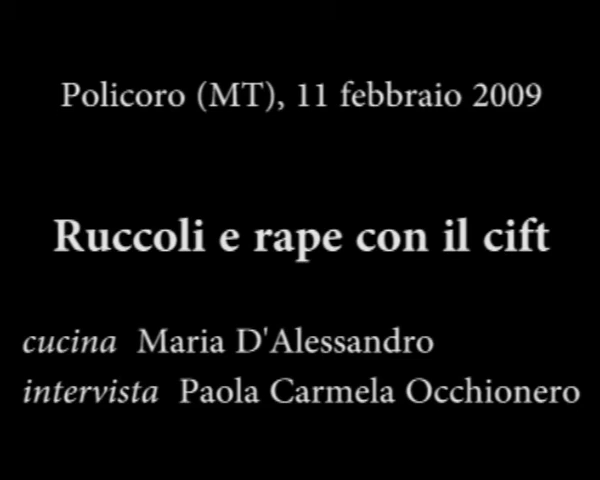 Policoro (MT), 11 febbraio 2009
Ruccoli e rape con il cift
cucina Maria D'Alessandro
intervista Paola Carmela Occhionero